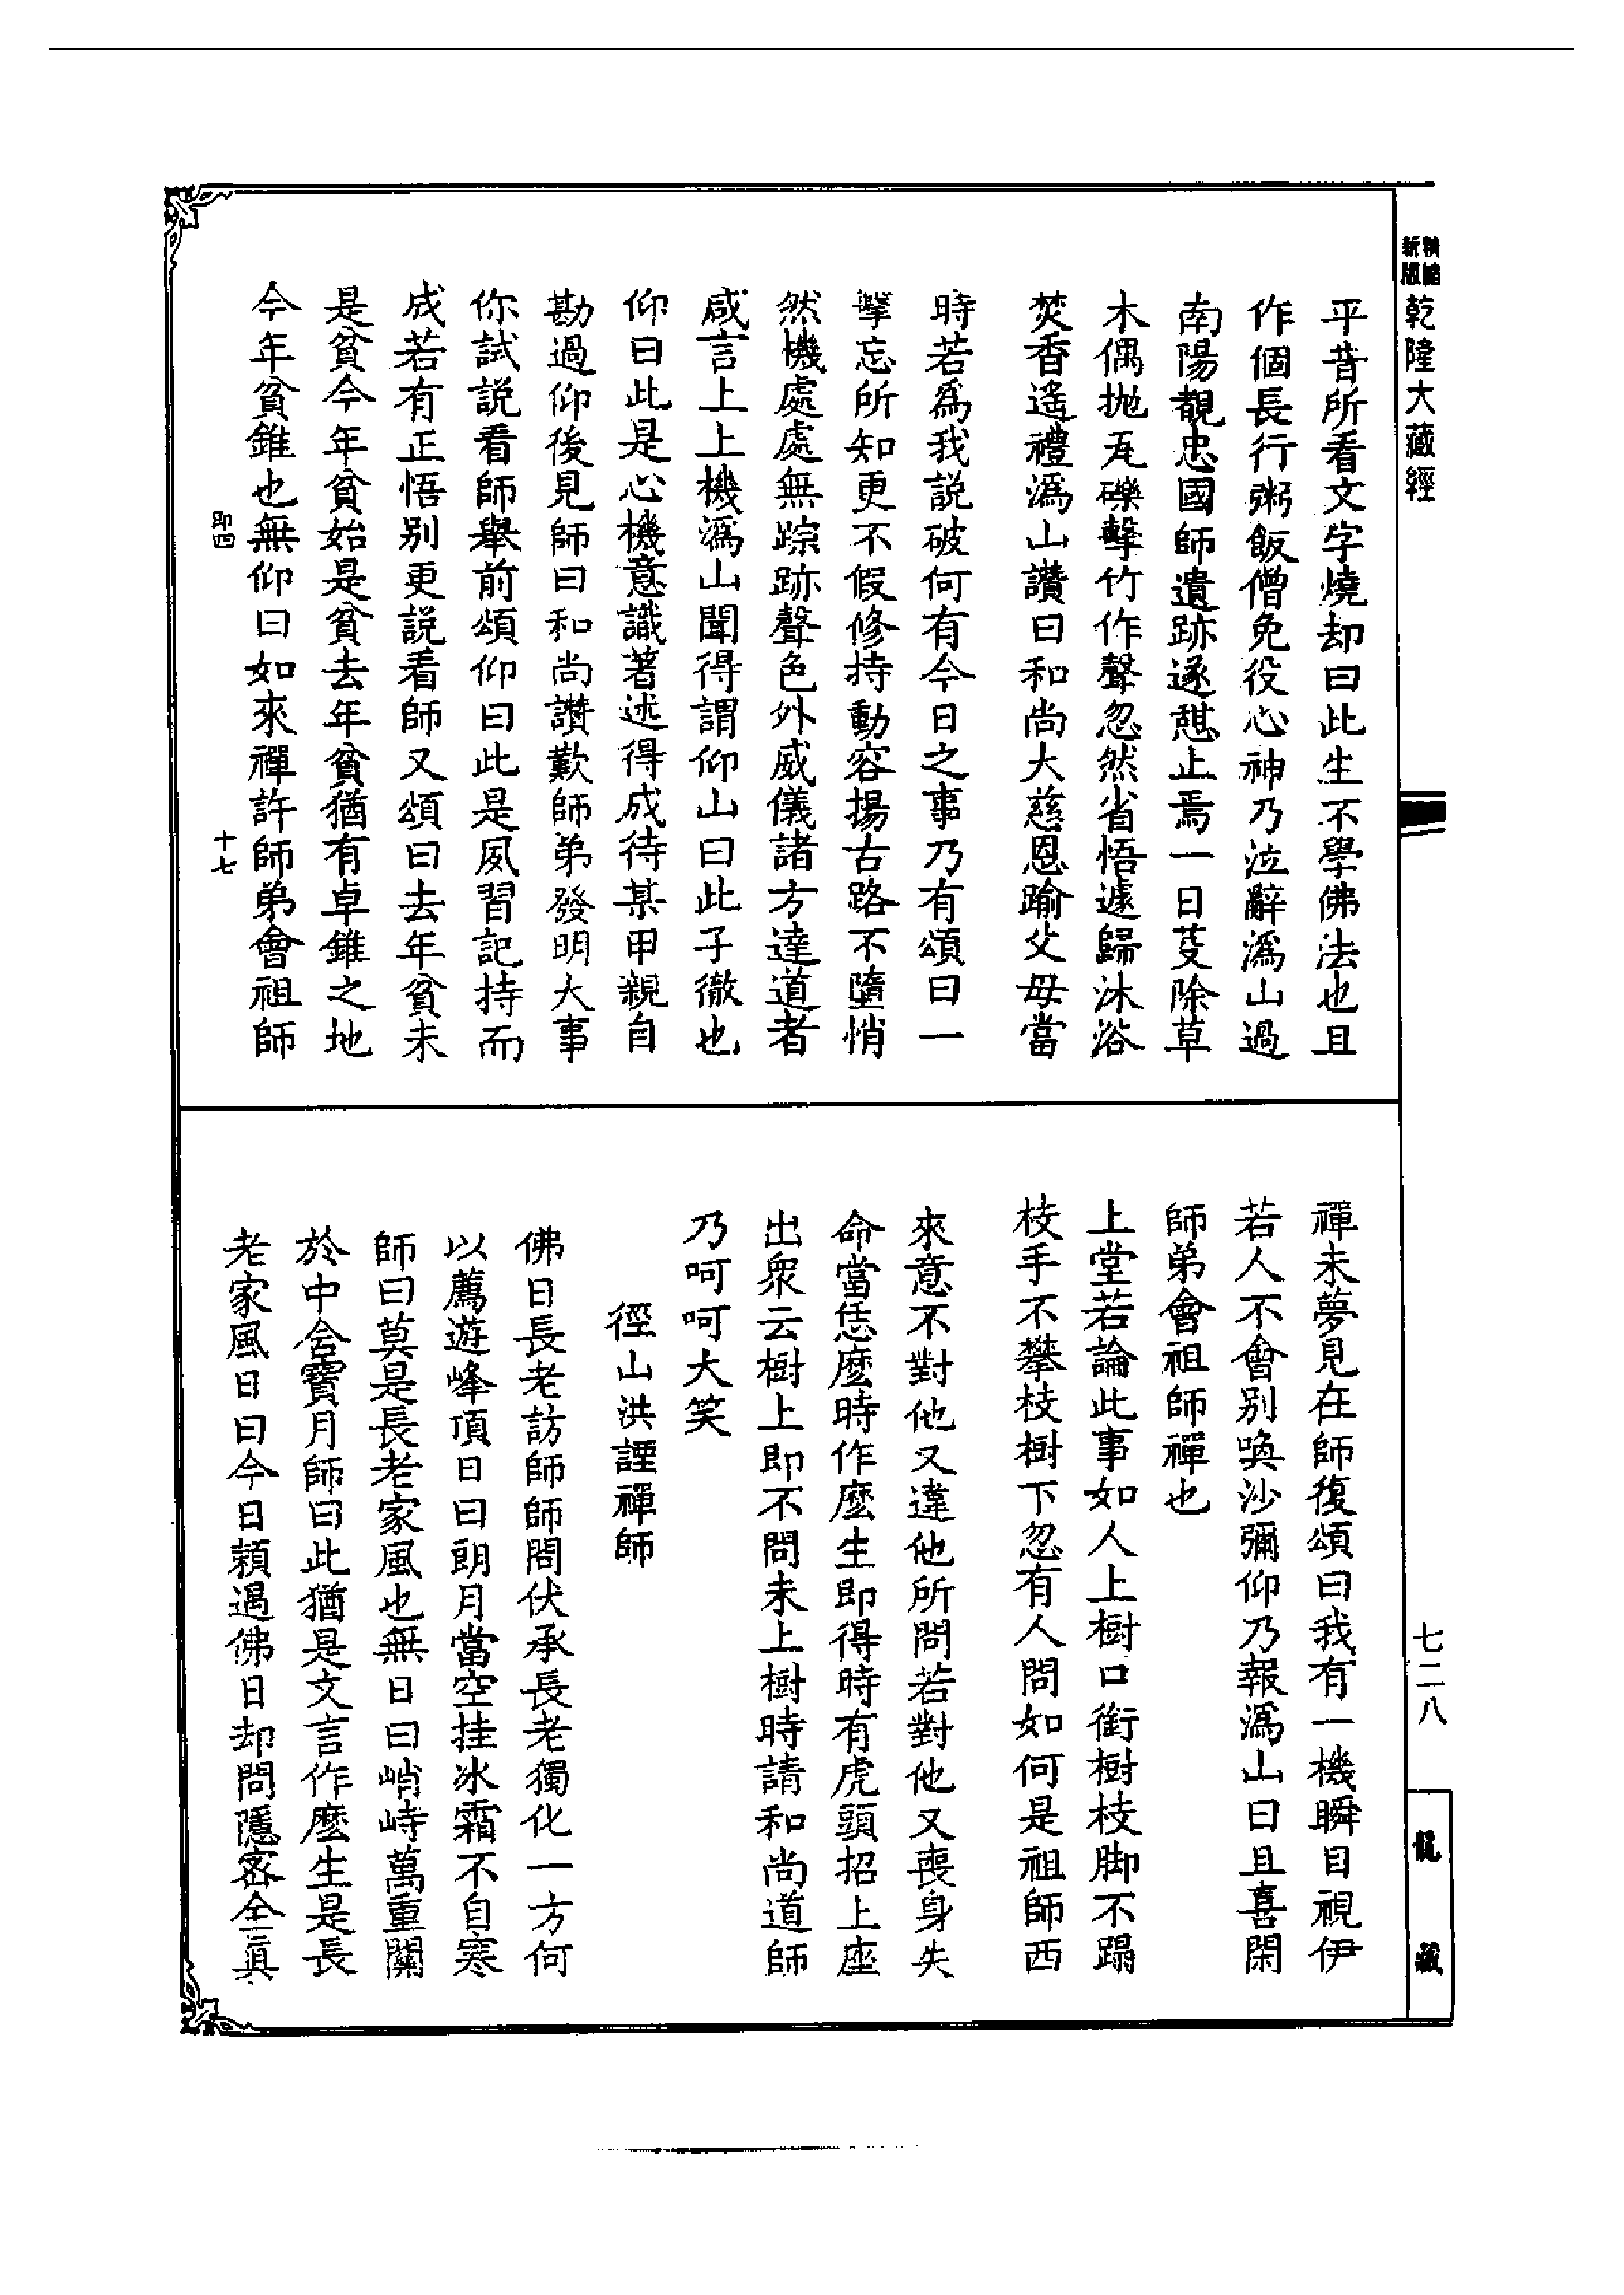 精縮
新版
乾隆大藏經
平昔所看文字燒却曰此生不學佛法也且
作個長行粥飯僧免役心神乃泣辭溈山過
南陽覩忠國師遺跡遂憇止焉一日芟除草
木偶抛瓦礫擊竹作聲忽然省悟遽歸沐浴
焚香遙禮溈山讚曰和尚大慈恩踰父母當
時若爲我説破何有今日之事乃有頌曰一
擊忘所知更不假修持動容揚古路不墮悄
然機處處無踪跡聲色外威儀諸方達道者
咸言上上機溈山聞得謂仰山曰此子徹也
仰曰此是心機意識著述得成待某甲親自
勘過仰後見師曰和尚讚歎師弟發明大事
你試説看師舉前頌仰曰此是夙習記持而
成若有正悟别更説看師又頌曰去年貧未
是貧今年貧始是貧去年貧猶有卓錐之地
今年貧錐也無仰曰如來禪許師弟會祖師
即四
十七
禪未夢見在師復頌曰我有一機瞬目視伊
若人不會别喚沙彌仰乃報溈山曰且喜閑
師弟會祖師禪也
上堂若論此事如人上樹口銜樹枝脚不蹋
枝手不攀枝樹下忽有人問如何是祖師西
來意不對他又違他所問若對他又喪身失
命當恁麼時作麼生即得時有虎頭招上座
出衆云樹上即不問未上樹時請和尚道師
乃呵呵大笑
徑山洪諲禪師
佛日長老訪師師問伏承長老獨化一方何
以薦遊峰頂日曰朗月當空挂冰霜不自寒
師曰莫是長老家風也無日曰峭峙萬重關
於中含寶月師曰此猶是文言作麼生是長
老家風日曰今日頼遇佛日却問隱密全真
七二八
龍藏